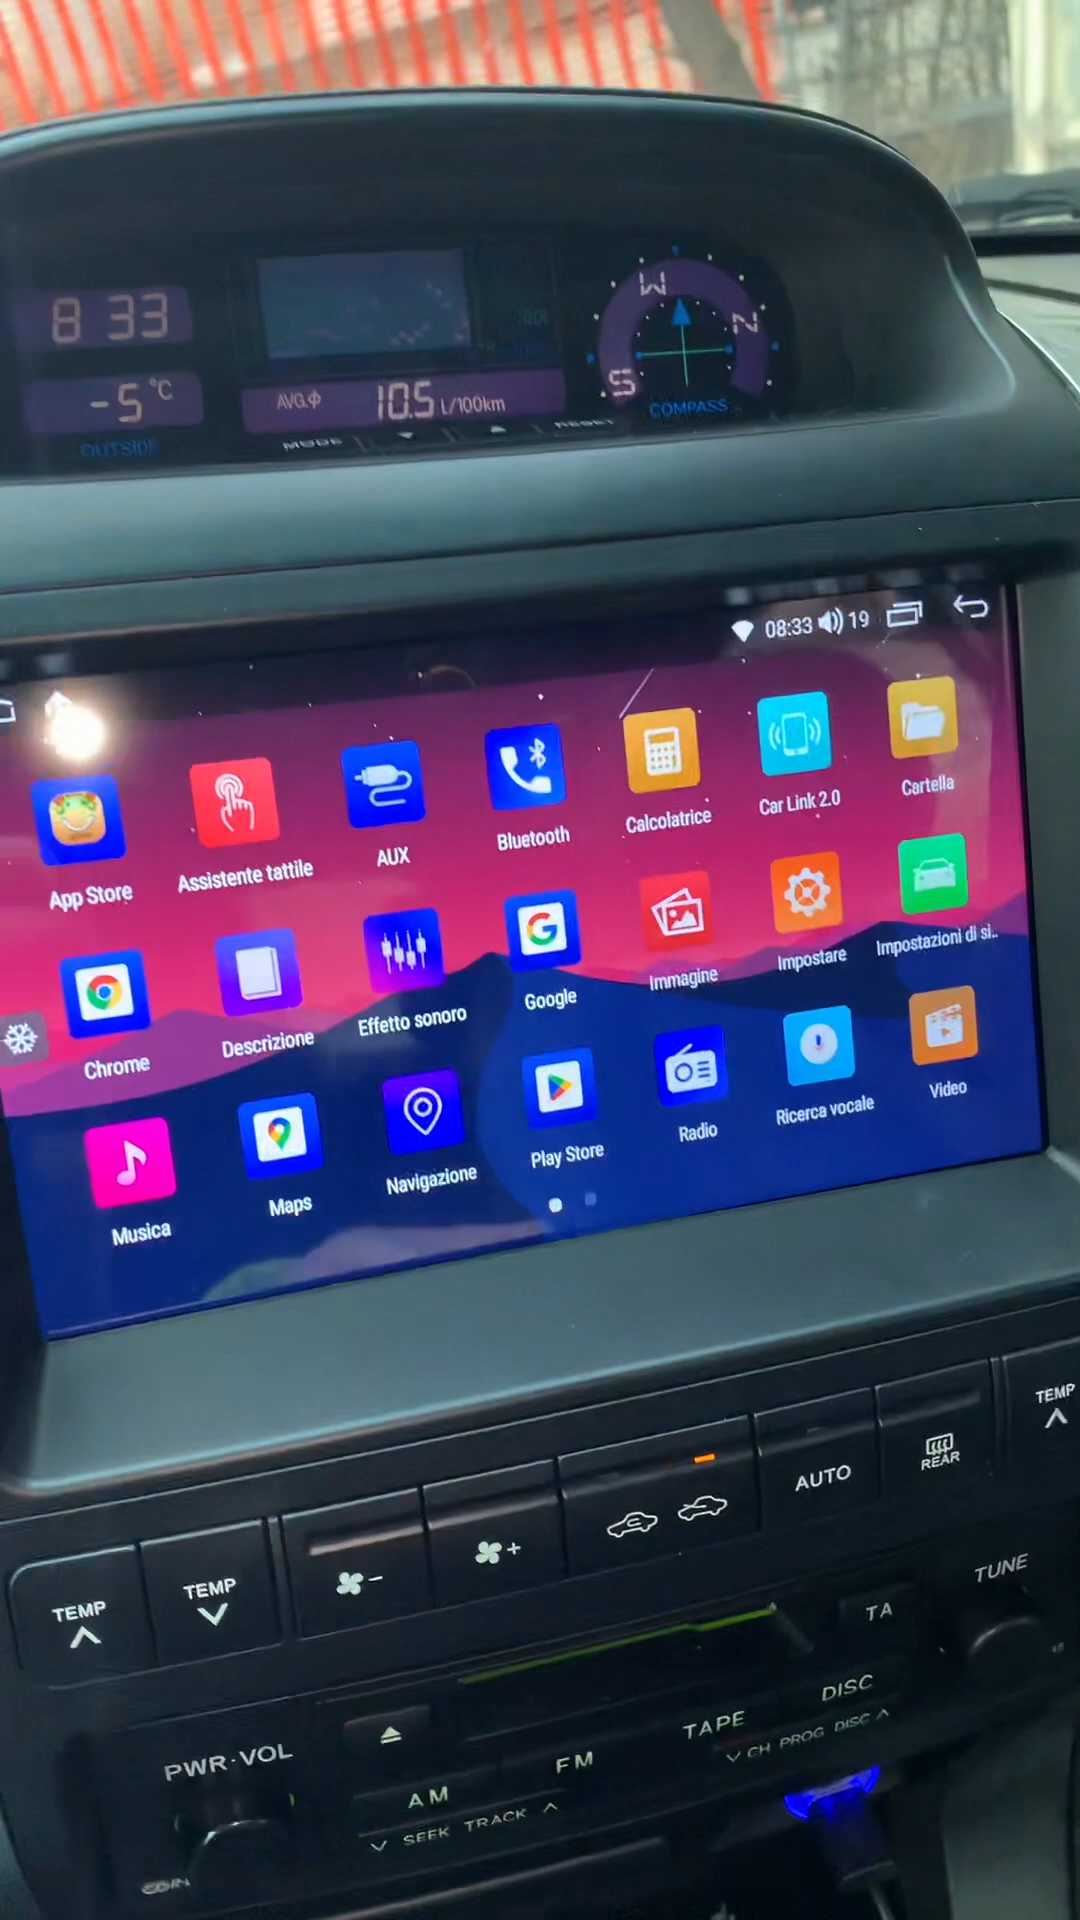 8 33
-5 °C
OUTSIDE
AVG.ф 10.5 L/100km
MODE
RESET
W
N
S
COMPASS
08:33
19
App Store
Assistente tattile
AUX
Bluetooth
Calcolatrice
Car Link 2.0
Cartella
Chrome
Descrizione
Effetto sonoro
Google
Immagine
Impostare
Impostazioni di si..
Musica
Maps
Navigazione
Play Store
Radio
Ricerca vocale
Video
TEMP
TEMP
AUTO
REAR
TEMP
TUNE
TA
DISC
TAPE
CH PROG DISC
PWR·VOL
FM
AM
SEEK TRACK